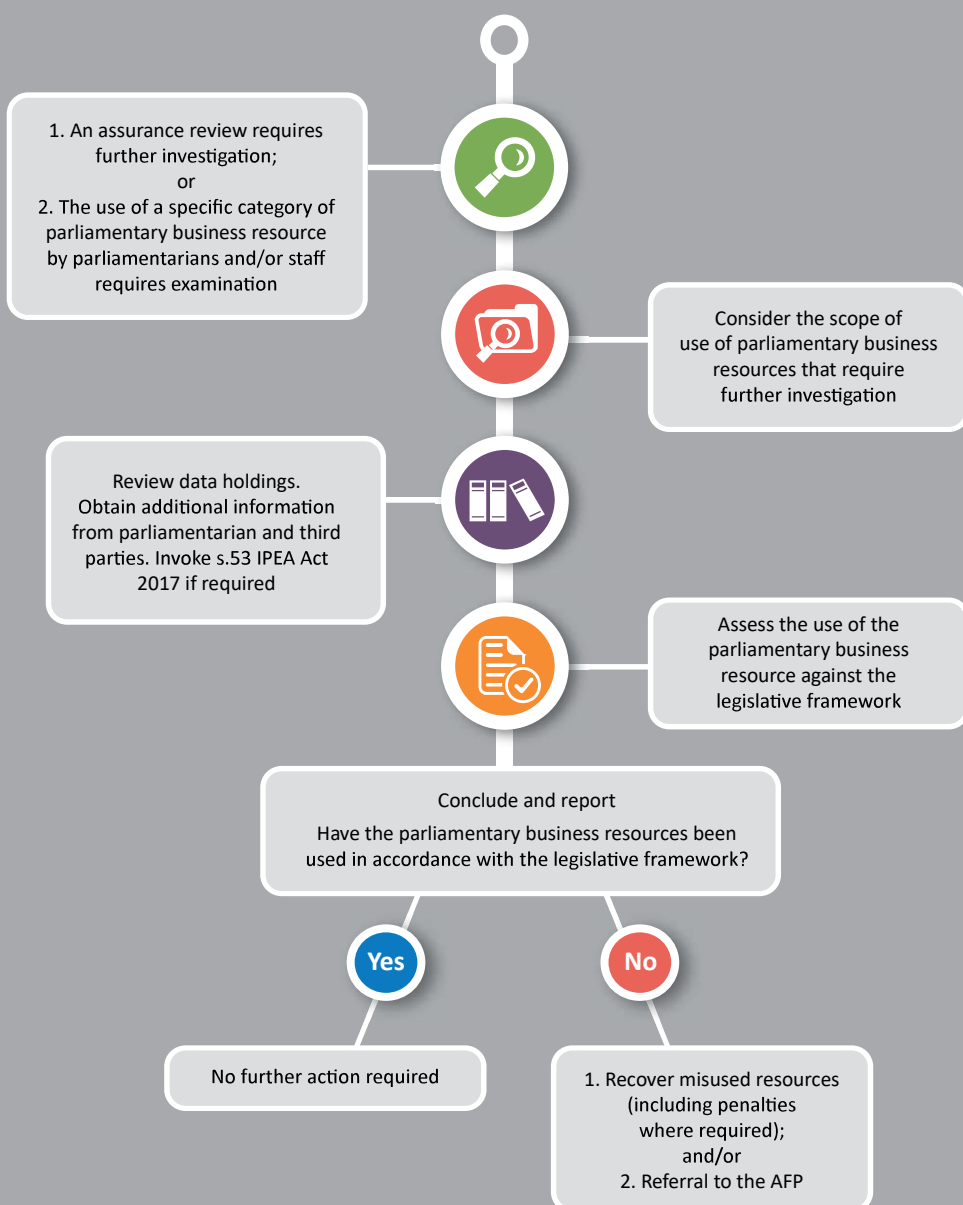 1. An assurance review requires
further investigation;
or
2. The use of a specific category of
parliamentary business resource
by parliamentarians and/or staff
requires examination
Consider the scope of
use of parliamentary business
resources that require
further investigation
Review data holdings.
Obtain additional information
from parliamentarian and third
parties. Invoke s.53 IPEA Act
2017 if required
Assess the use of the
parliamentary business
resource against the
legislative framework
Conclude and report
Have the parliamentary business resources been
used in accordance with the legislative framework?
Yes
No
No further action required
1. Recover misused resources
(including penalties
where required);
and/or
2. Referral to the AFP